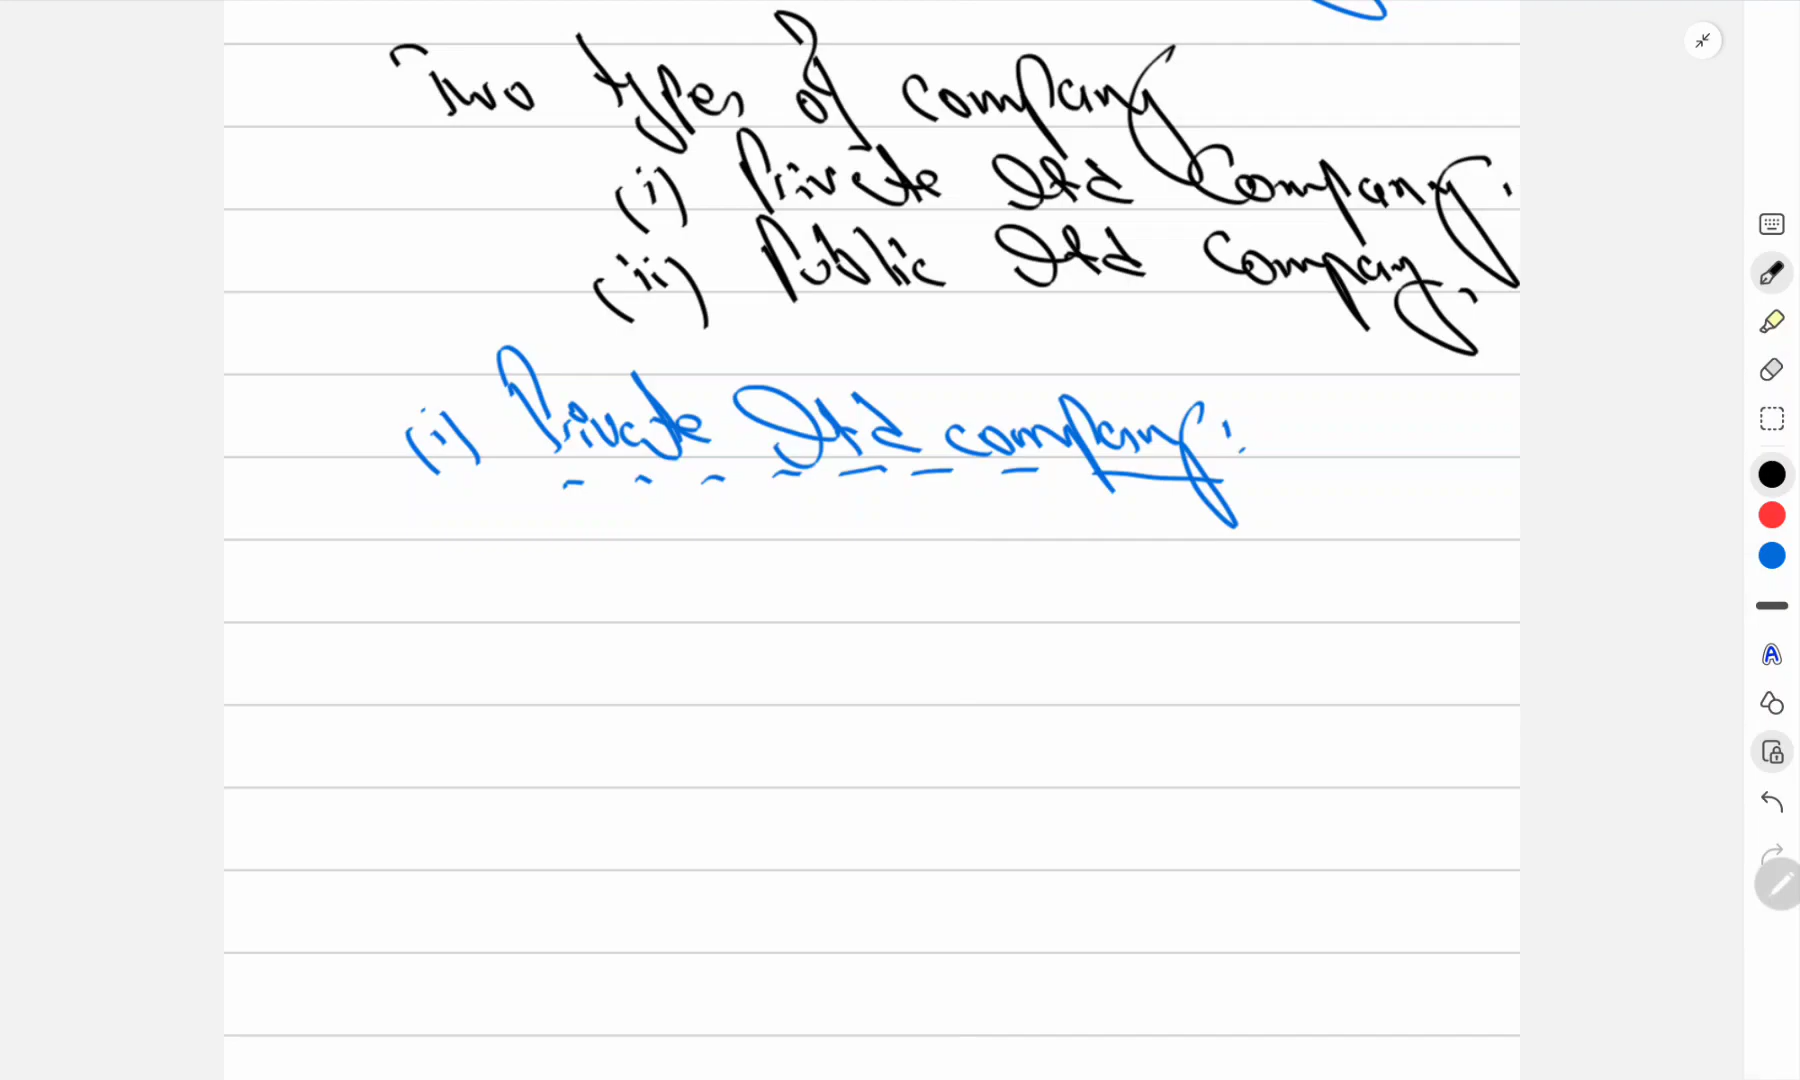 Two types of company
(i) Private Ltd Company.
(ii) Public Ltd Company.
(i) Private Ltd company: